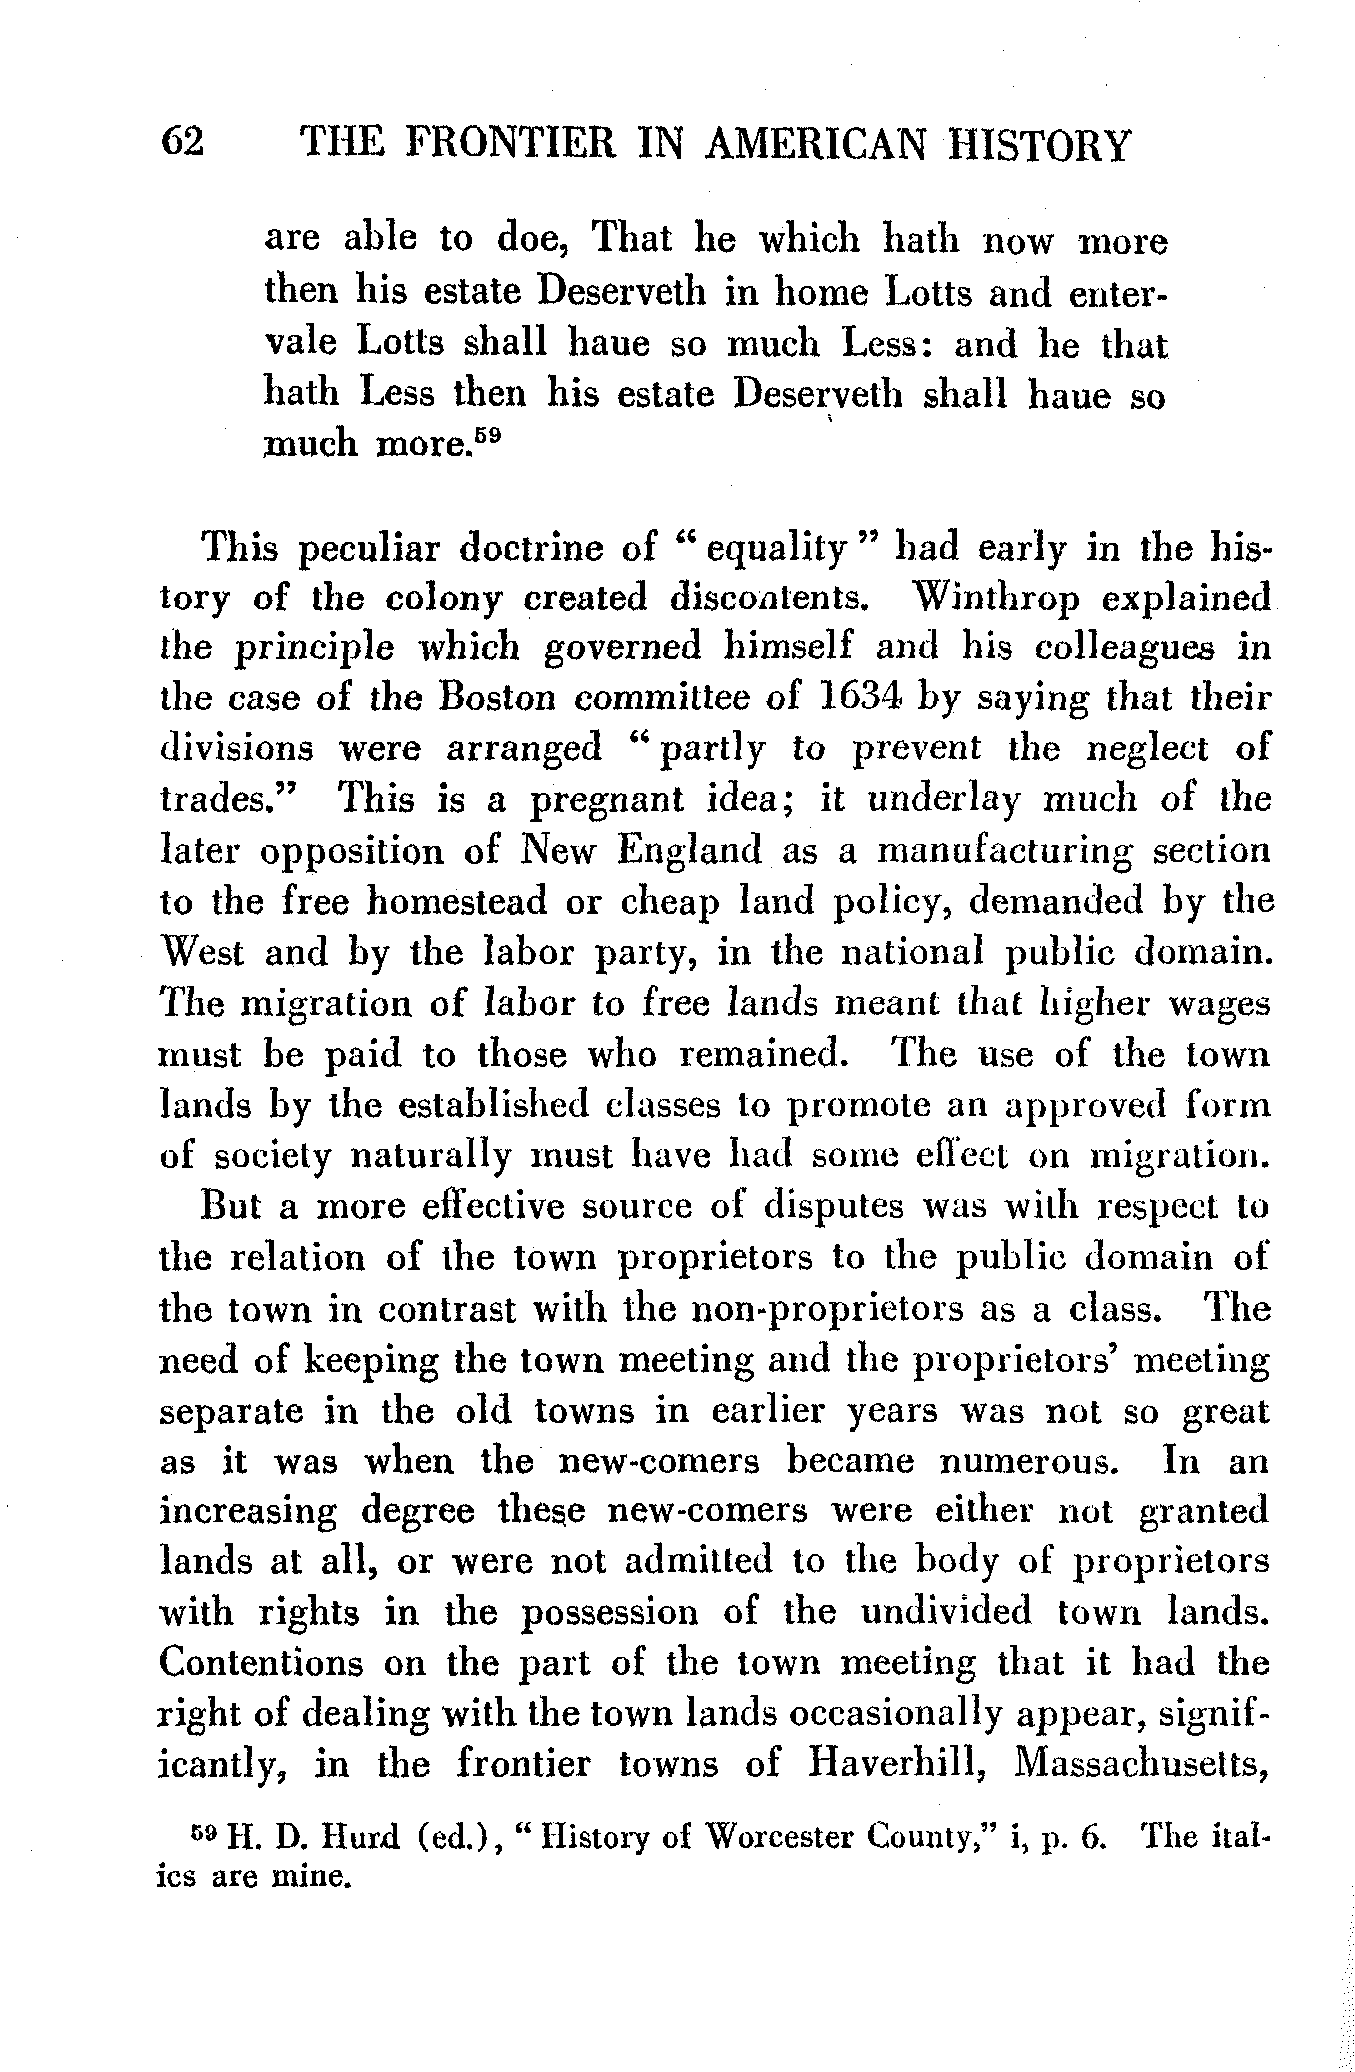 62 THE FRONTIER IN AMERICAN HISTORY
are able to doe, That he which hath now more
then his estate Deserveth in home Lotts and enter-
vale Lotts shall haue so much Less: and he that
hath Less then his estate Deserveth shall haue so
much more.59
This peculiar doctrine of “ equality ” had early in the his-
tory of the colony created discontents. Winthrop explained
the principle which governed himself and his colleagues in
the case of the Boston committee of 1634 by saying that their
divisions were arranged “ partly to prevent the neglect of
trades.” This is a pregnant idea; it underlay much of the
later opposition of New England as a manufacturing section
to the free homestead or cheap land policy, demanded by the
West and by the labor party, in the national public domain.
The migration of labor to free lands meant that higher wages
must be paid to those who remained. The use of the town
lands by the established classes to promote an approved form
of society naturally must have had some effect on migration.
But a more effective source of disputes was with respect to
the relation of the town proprietors to the public domain of
the town in contrast with the non-proprietors as a class. The
need of keeping the town meeting and the proprietors’ meeting
separate in the old towns in earlier years was not so great
as it was when the new-comers became numerous. In an
increasing degree these new-comers were either not granted
lands at all, or were not admitted to the body of proprietors
with rights in the possession of the undivided town lands.
Contentions on the part of the town meeting that it had the
right of dealing with the town lands occasionally appear, signif-
icantly, in the frontier towns of Haverhill, Massachusetts,
59 H. D. Hurd (ed.), “ History of Worcester County,” i, p. 6. The ital-
ics are mine.